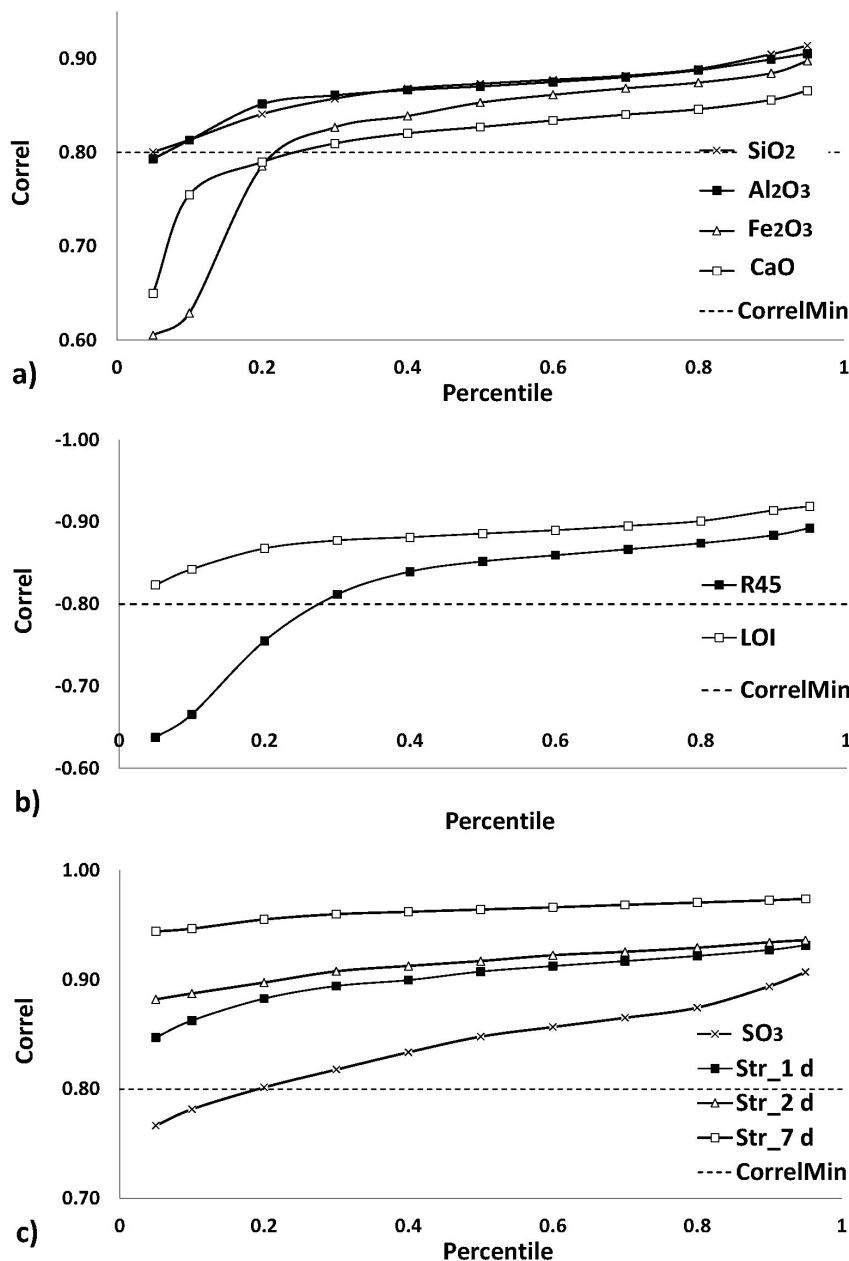 0.90
0.80
0.70
0.60
Correl
0 0.2 0.4 0.6 0.8 1
Percentile
SiO2
Al2O3
Fe2O3
CaO
CorrelMin
a)
-1.00
-0.90
-0.80
-0.70
-0.60
Correl
0 0.2 0.4 0.6 0.8 1
Percentile
R45
LOI
CorrelMin
b)
1.00
0.90
0.80
0.70
Correl
0 0.2 0.4 0.6 0.8 1
Percentile
SO3
Str_1 d
Str_2 d
Str_7 d
CorrelMin
c)